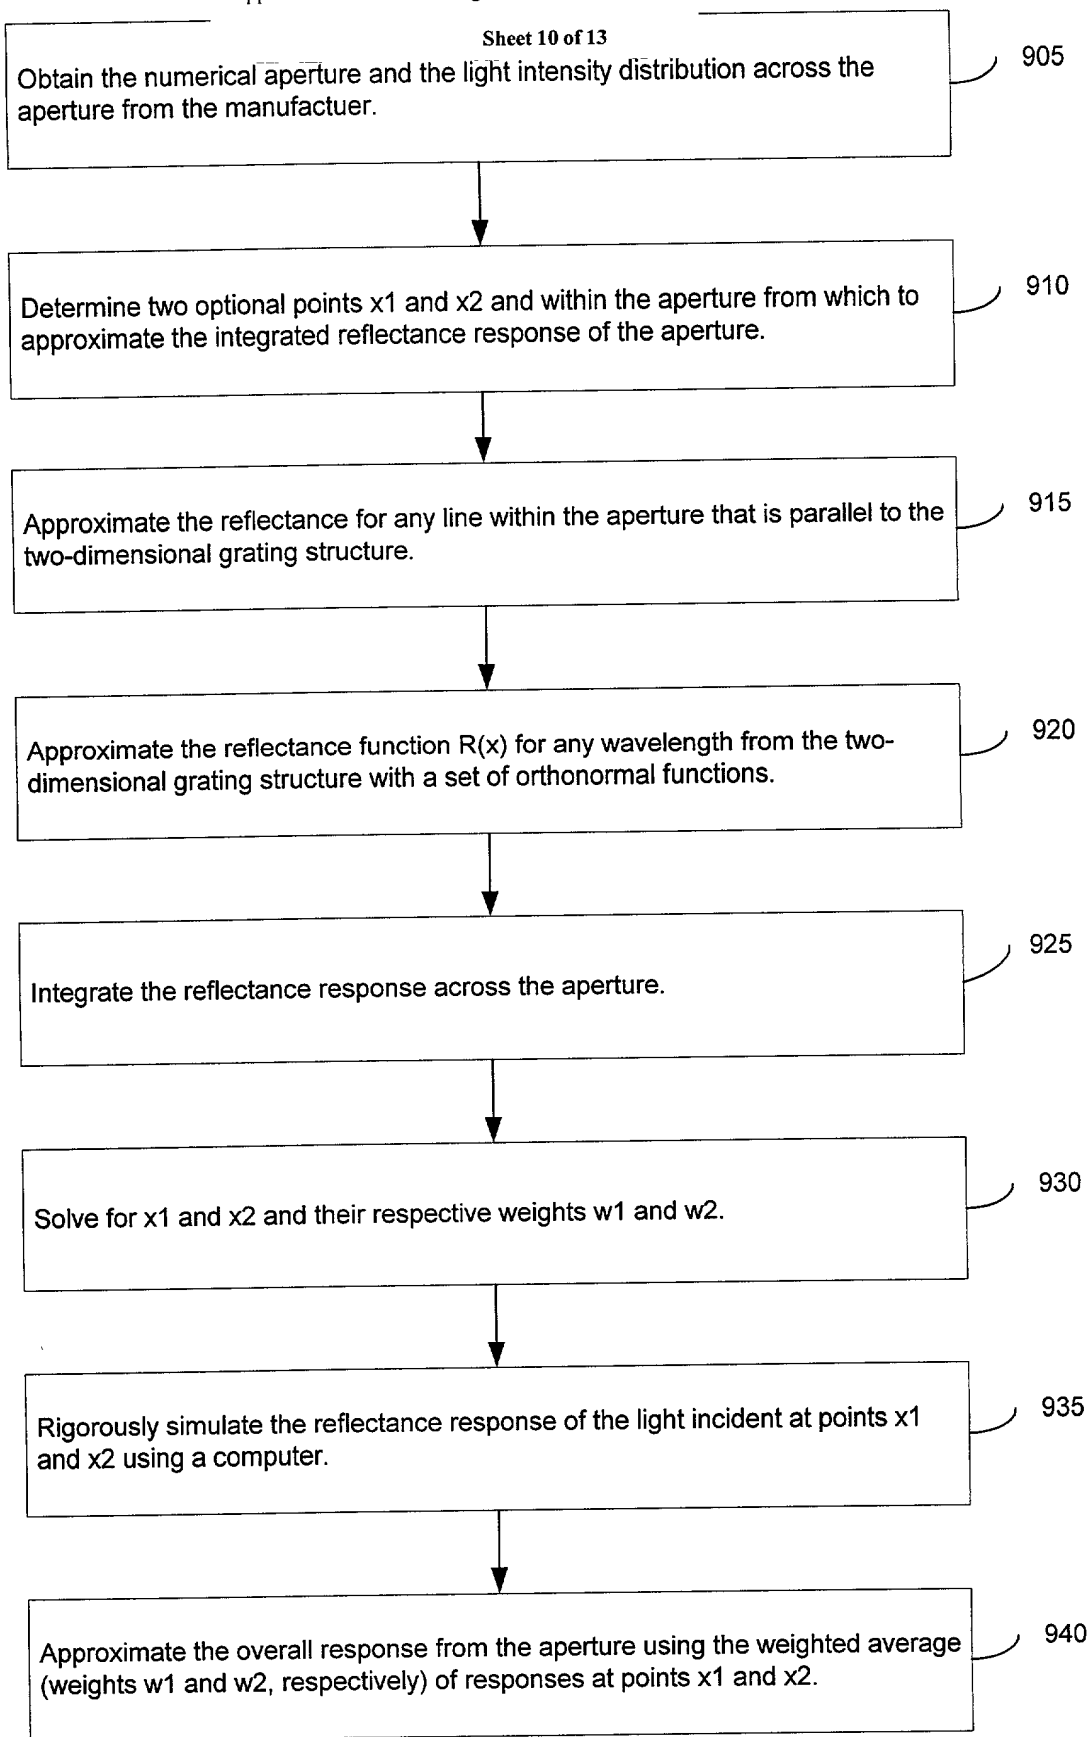 Sheet 10 of 13
Obtain the numerical aperture and the light intensity distribution across the
aperture from the manufactuer.
905
Determine two optional points x1 and x2 and within the aperture from which to
approximate the integrated reflectance response of the aperture.
910
Approximate the reflectance for any line within the aperture that is parallel to the
two-dimensional grating structure.
915
Approximate the reflectance function R(x) for any wavelength from the two-
dimensional grating structure with a set of orthonormal functions.
920
Integrate the reflectance response across the aperture.
925
Solve for x1 and x2 and their respective weights w1 and w2.
930
Rigorously simulate the reflectance response of the light incident at points x1
and x2 using a computer.
935
Approximate the overall response from the aperture using the weighted average
(weights w1 and w2, respectively) of responses at points x1 and x2.
940